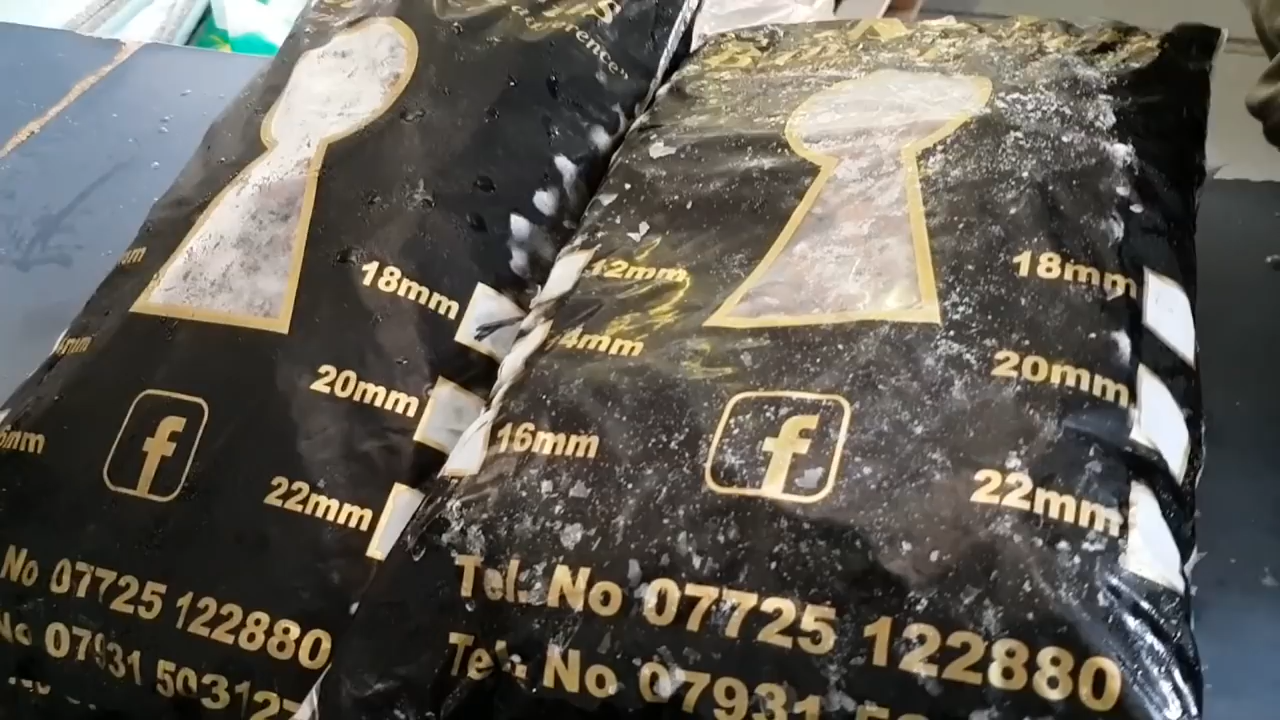 18mm
20mm
22mm
No 07725 122880
No 07931 503127
12mm
14mm
16mm
18mm
20mm
22mm
f
f
Tel. No 07725 122880
Tel. No 07931